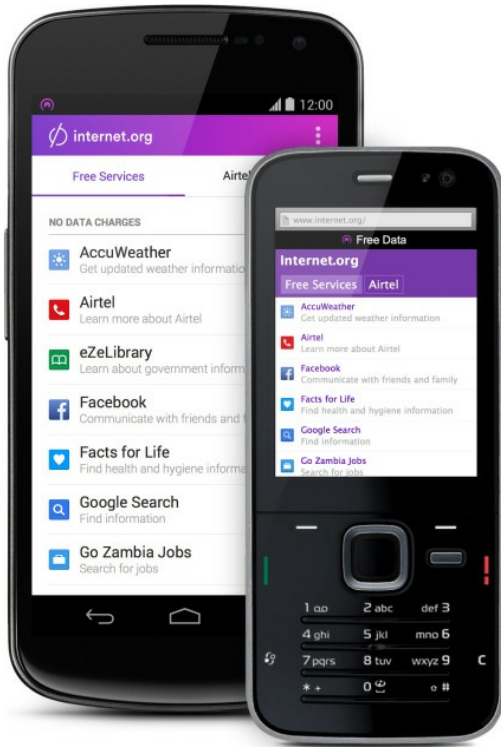 12:00
internet.org
Free Services Airtel
NO DATA CHARGES
AccuWeather
Get updated weather informatio
Airtel
Learn more about Airtel
eZeLibrary
Learn about government inform
Facebook
Communicate with friends and f
Facts for Life
Find health and hygiene informa
Google Search
Find information
Go Zambia Jobs
Search for jobs
www.internet.org/
Free Data
Internet.org
Free Services Airtel
AccuWeather
Get updated weather information
Airtel
Learn more about Airtel
Facebook
Communicate with friends and family
Facts for Life
Find health and hygiene information
Google Search
Find information
Go Zambia Jobs
Search for jobs
1 2 abc def 3
4 ghi 5 jkl mno 6
7 pqrs 8 tuv wxyz 9 C
* + 0 #